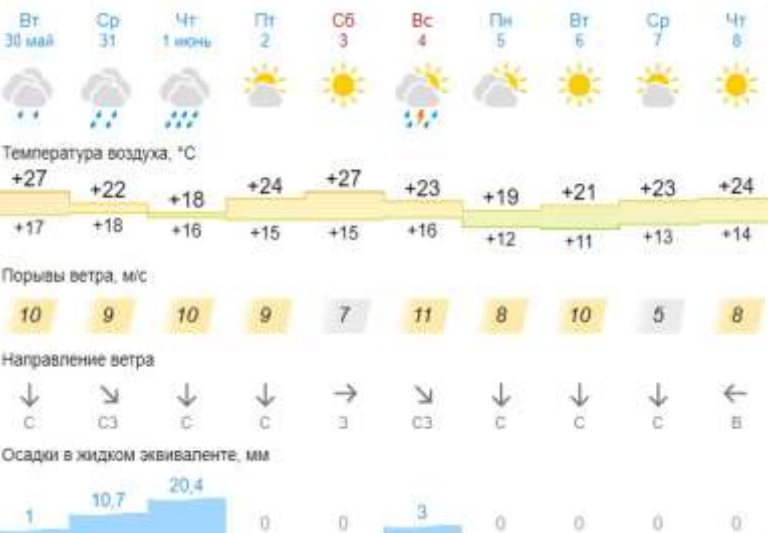 Вт Ср Чт Пт Сб Вс Пн Вт Ср Чт
30 май 31 1 июнь 2 3 4 5 6 7 8
Температура воздуха, °C
+27 +22 +18 +24 +27 +23 +19 +21 +23 +24
+17 +18 +16 +15 +15 +16 +12 +11 +13 +14
Порывы ветра, м/с
10 9 10 9 7 11 8 10 5 8
Направление ветра
С СЗ С С З СЗ С С С В
Осадки в жидком эквиваленте, мм
1 10,7 20,4 0 0 3 0 0 0 0